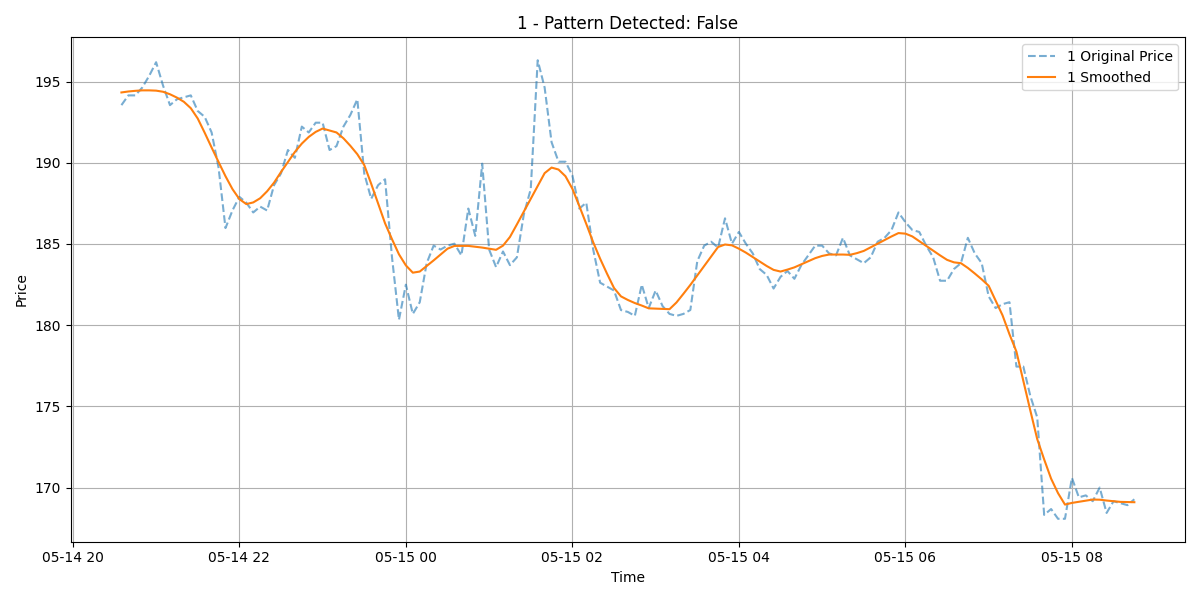 1 - Pattern Detected: False
1 Original Price
1 Smoothed
195
190
185
180
175
170
Price
05-14 20
05-14 22
05-15 00
05-15 02
05-15 04
05-15 06
05-15 08
Time